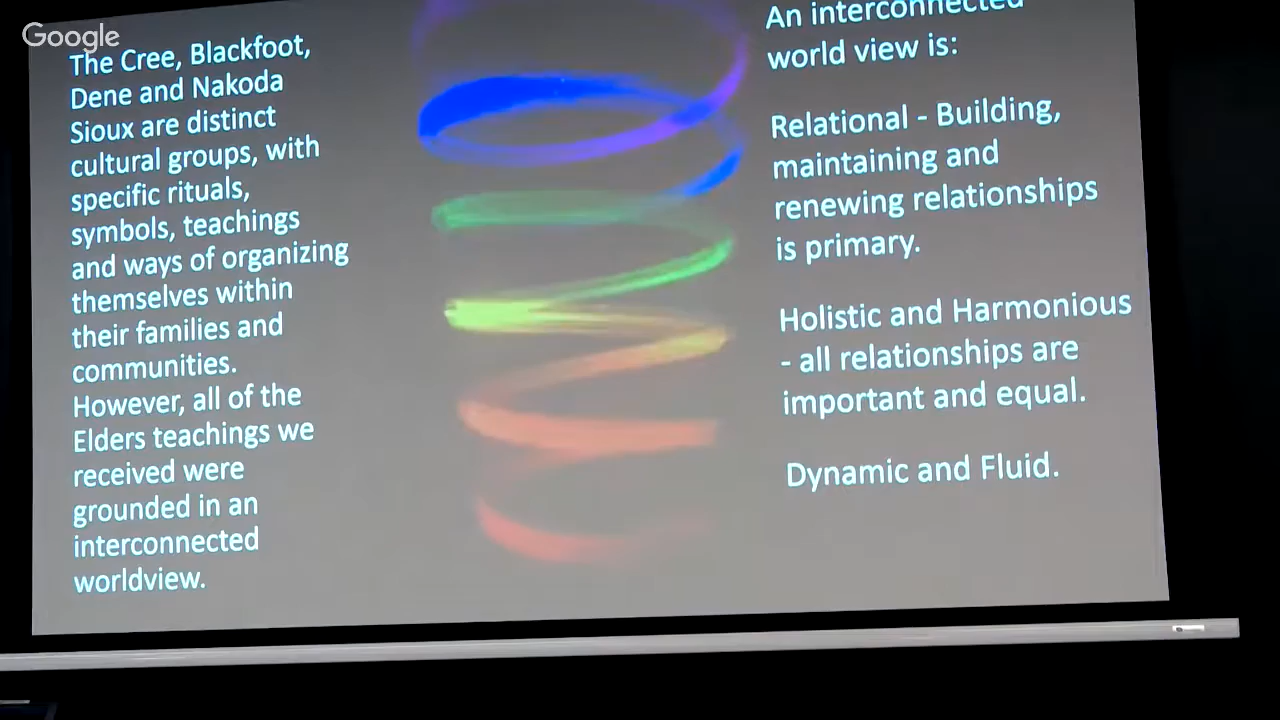 Google
The Cree, Blackfoot,
Dene and Nakoda
Sioux are distinct
cultural groups, with
specific rituals,
symbols, teachings
and ways of organizing
themselves within
their families and
communities.
However, all of the
Elders teachings we
received were
grounded in an
interconnected
worldview.
An interconnected
world view is:
Relational - Building,
maintaining and
renewing relationships
is primary.
Holistic and Harmonious
- all relationships are
important and equal.
Dynamic and Fluid.